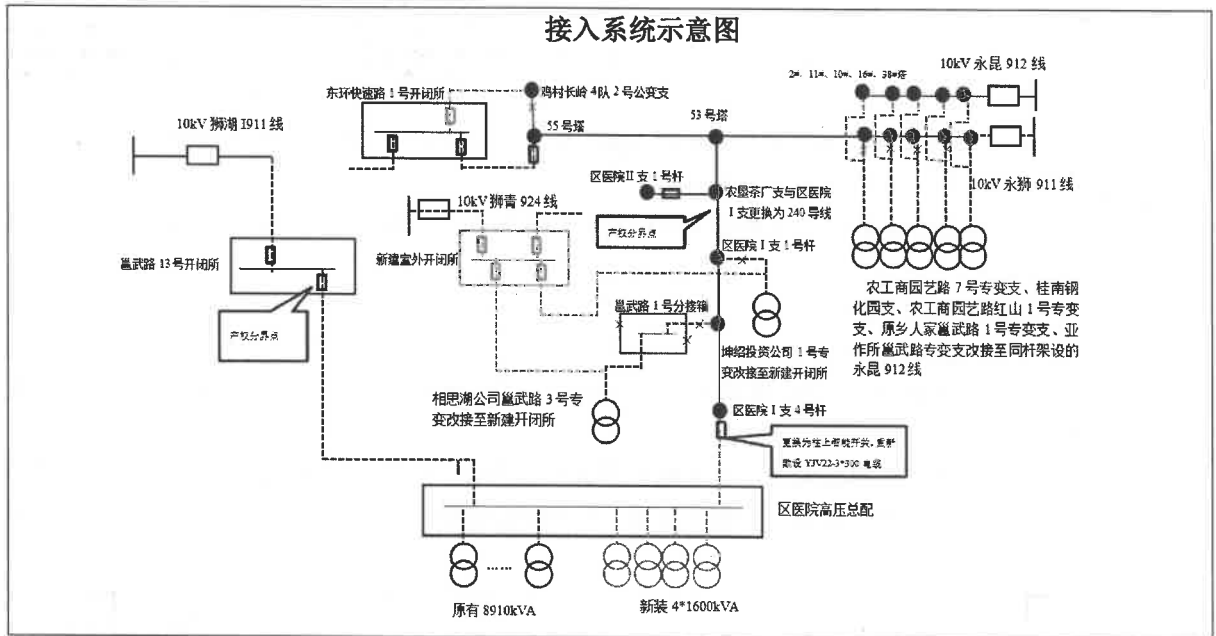 接入系统示意图
10kV 永昆 912 线
2#、11#、10#、16#、38#塔
东环快速路 1 号开闭所
鸡村长岭 4 队 2 号公变支
10kV 狮湖 I911 线
55 号塔
53 号塔
10kV 永狮 911 线
区医院 II 支 1 号杆
农垦茶厂支与区医院
I 支更换为 240 导线
10kV 狮青 924 线
产权分界点
区医院 I 支 1 号杆
邕武路 13 号开闭所
新建室外开闭所
农工商园艺路 7 号专变支、桂南钢
化园支、农工商园艺路红山 1 号专变
支、原乡人家邕武路 1 号专变支、亚
作所邕武路专变支改接至同杆架设的
永昆 912 线
邕武路 1 号分接箱
产权分界点
坤绍投资公司 1 号专
变改接至新建开闭所
相思湖公司邕武路 3 号专
变改接至新建开闭所
区医院 I 支 4 号杆
更换为柱上智能开关，重新
敷设 YJV22-3*300 电缆
区医院高压总配
……
原有 8910kVA
新装 4*1600kVA